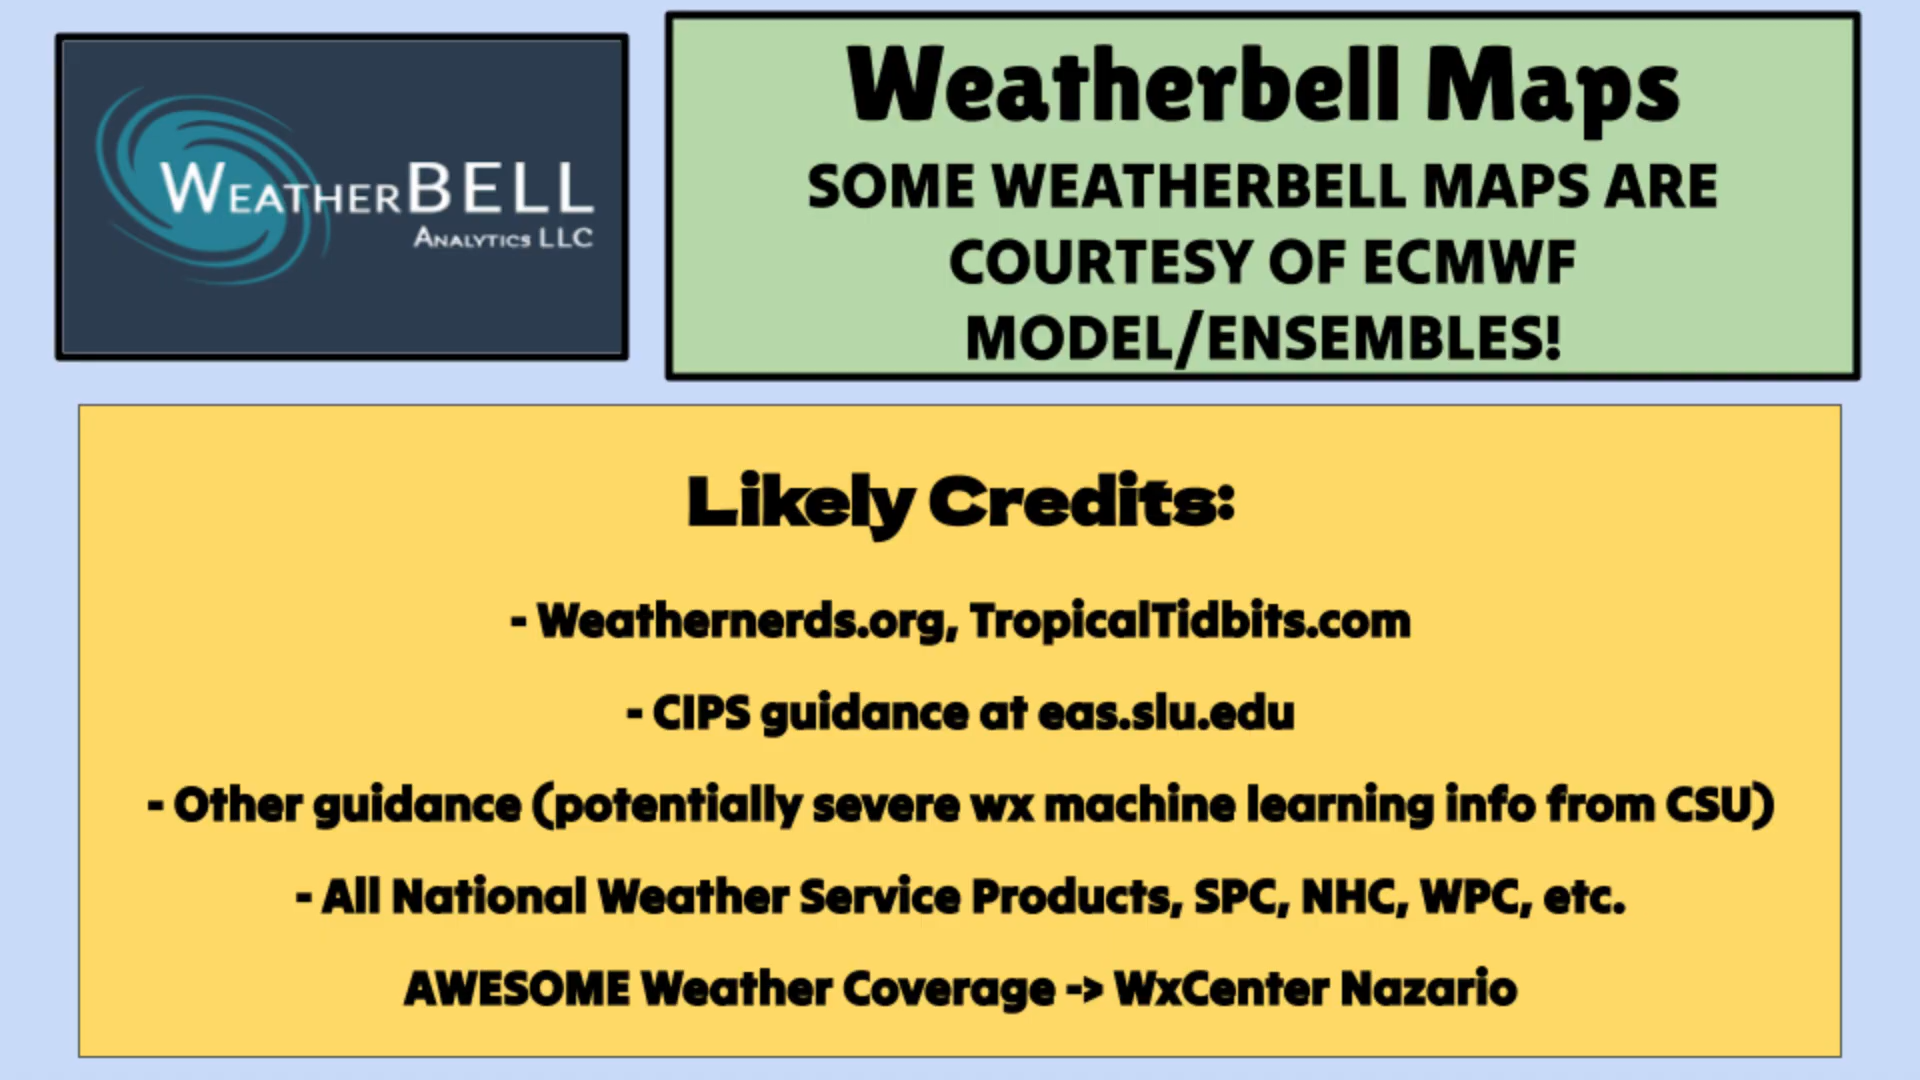 WEATHERBELL
ANALYTICS LLC
Weatherbell Maps
SOME WEATHERBELL MAPS ARE
COURTESY OF ECMWF
MODEL/ENSEMBLES!
Likely Credits:
- Weathernerds.org, TropicalTidbits.com
- CIPS guidance at eas.slu.edu
- Other guidance (potentially severe wx machine learning info from CSU)
- All National Weather Service Products, SPC, NHC, WPC, etc.
AWESOME Weather Coverage -> WxCenter Nazario